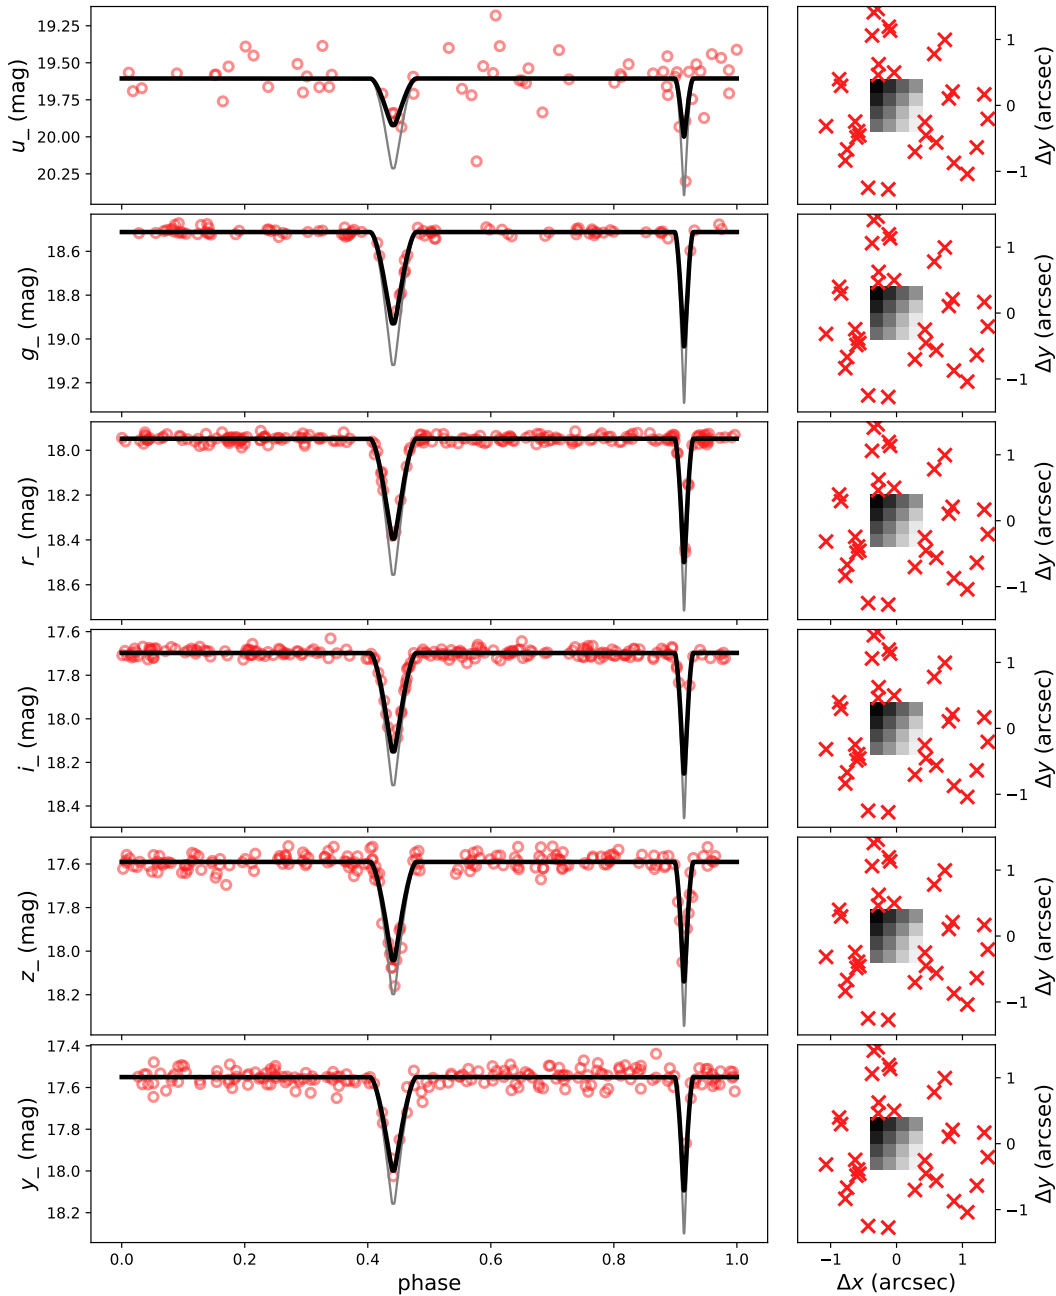 19.25
19.50
19.75
20.00
20.25
u_ (mag)
1
0
−1
Δy (arcsec)
18.6
18.8
19.0
19.2
g_ (mag)
1
0
−1
Δy (arcsec)
18.0
18.2
18.4
18.6
r_ (mag)
1
0
−1
Δy (arcsec)
17.6
17.8
18.0
18.2
18.4
i_ (mag)
1
0
−1
Δy (arcsec)
17.6
17.8
18.0
18.2
z_ (mag)
1
0
−1
Δy (arcsec)
17.4
17.6
17.8
18.0
18.2
y_ (mag)
1
0
−1
Δy (arcsec)
0.0 0.2 0.4 0.6 0.8 1.0
phase
−1 0 1
Δx (arcsec)